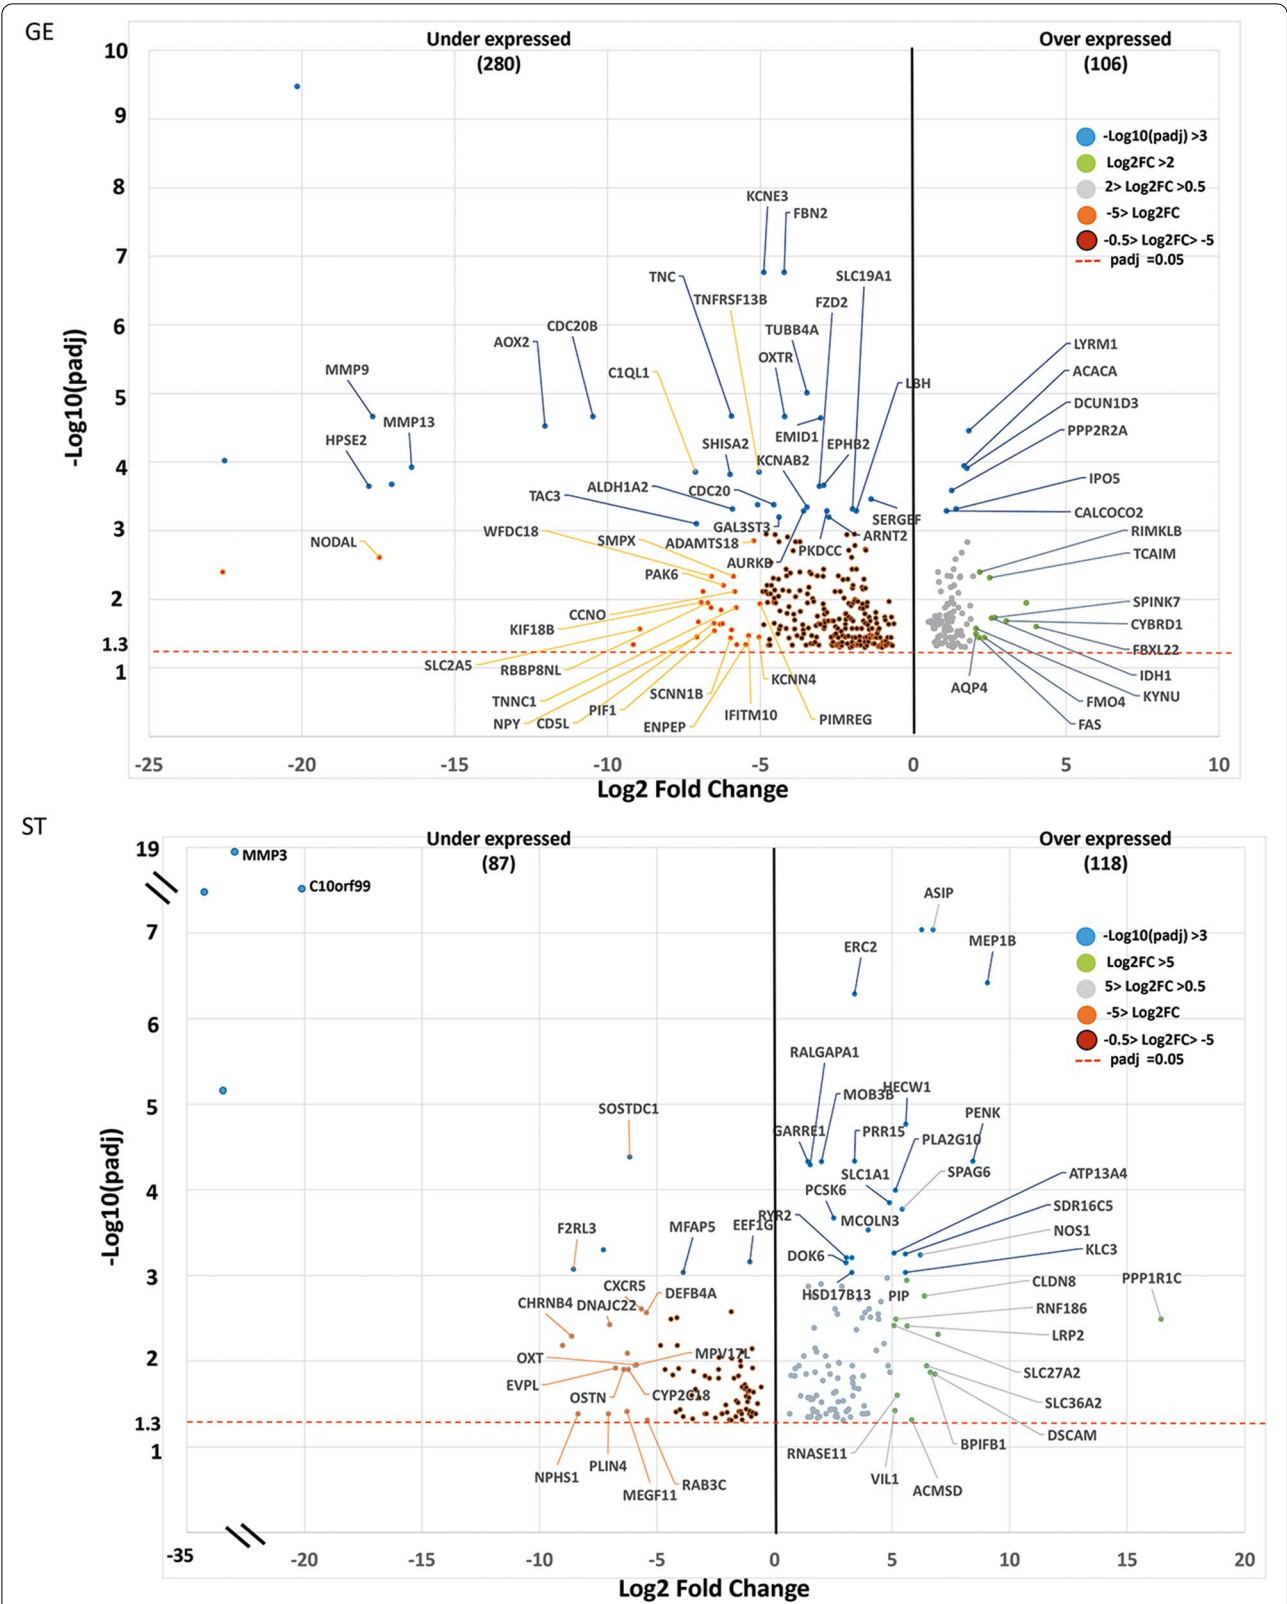 GE
Under expressed
(280)
Over expressed
(106)
10
9
8
7
6
5
4
3
2
1.3
1
-Log10(padj)
-Log10(padj) >3
Log2FC >2
2> Log2FC >0.5
-5> Log2FC
-0.5> Log2FC> -5
padj =0.05
KCNE3
FBN2
TNC
SLC19A1
TNFRSF13B
FZD2
CDC20B
TUBB4A
AOX2
OXTR
LYRM1
MMP9
C1QL1
ACACA
LBH
DCUN1D3
MMP13
PPP2R2A
HPSE2
SHISA2
EMID1
EPHB2
KCNAB2
IPO5
ALDH1A2
CDC20
TAC3
CALCOCO2
SERGEF
WFDC18
GAL3ST3
RIMKLB
NODAL
SMPX
ADAMTS18
PKDCC
ARNT2
TCAIM
AURKB
PAK6
SPINK7
CCNO
CYBRD1
KIF18B
FBXL22
SLC2A5
RBBP8NL
IDH1
KCNN4
AQP4
KYNU
TNNC1
SCNN1B
FMO4
PIF1
IFITM10
PIMREG
NPY
CD5L
ENPEP
FAS
-25
-20
-15
-10
-5
0
5
10
Log2 Fold Change
ST
Under expressed
(87)
Over expressed
(118)
19
7
6
5
4
3
2
1.3
1
-Log10(padj)
-Log10(padj) >3
Log2FC >5
5> Log2FC >0.5
-5> Log2FC
-0.5> Log2FC> -5
padj =0.05
MMP3
C10orf99
ASIP
ERC2
MEP1B
RALGAPA1
HECW1
MOB3B
SOSTDC1
PENK
GARRE1
PRR15
PLA2G10
SLC1A1
SPAG6
ATP13A4
PCSK6
SDR16C5
RYR2
MCOLN3
F2RL3
MFAP5
EEF1G
NOS1
DOK6
KLC3
CXCR5
DEFB4A
HSD17B13
PIP
CLDN8
PPP1R1C
CHRNB4
DNAJC22
RNF186
LRP2
OXT
MPV17L
SLC27A2
EVPL
OSTN
CYP2C18
SLC36A2
DSCAM
BPIFB1
RNASE11
NPHS1
PLIN4
VIL1
RAB3C
MEGF11
ACMSD
-35
-20
-15
-10
-5
0
5
10
15
20
Log2 Fold Change